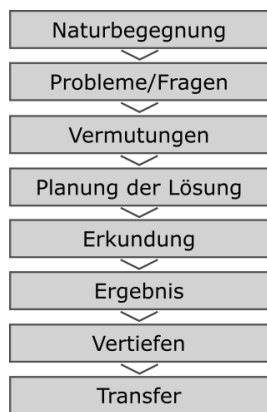 Naturbegegnung
Probleme/Fragen
Vermutungen
Planung der Lösung
Erkundung
Ergebnis
Vertiefen
Transfer